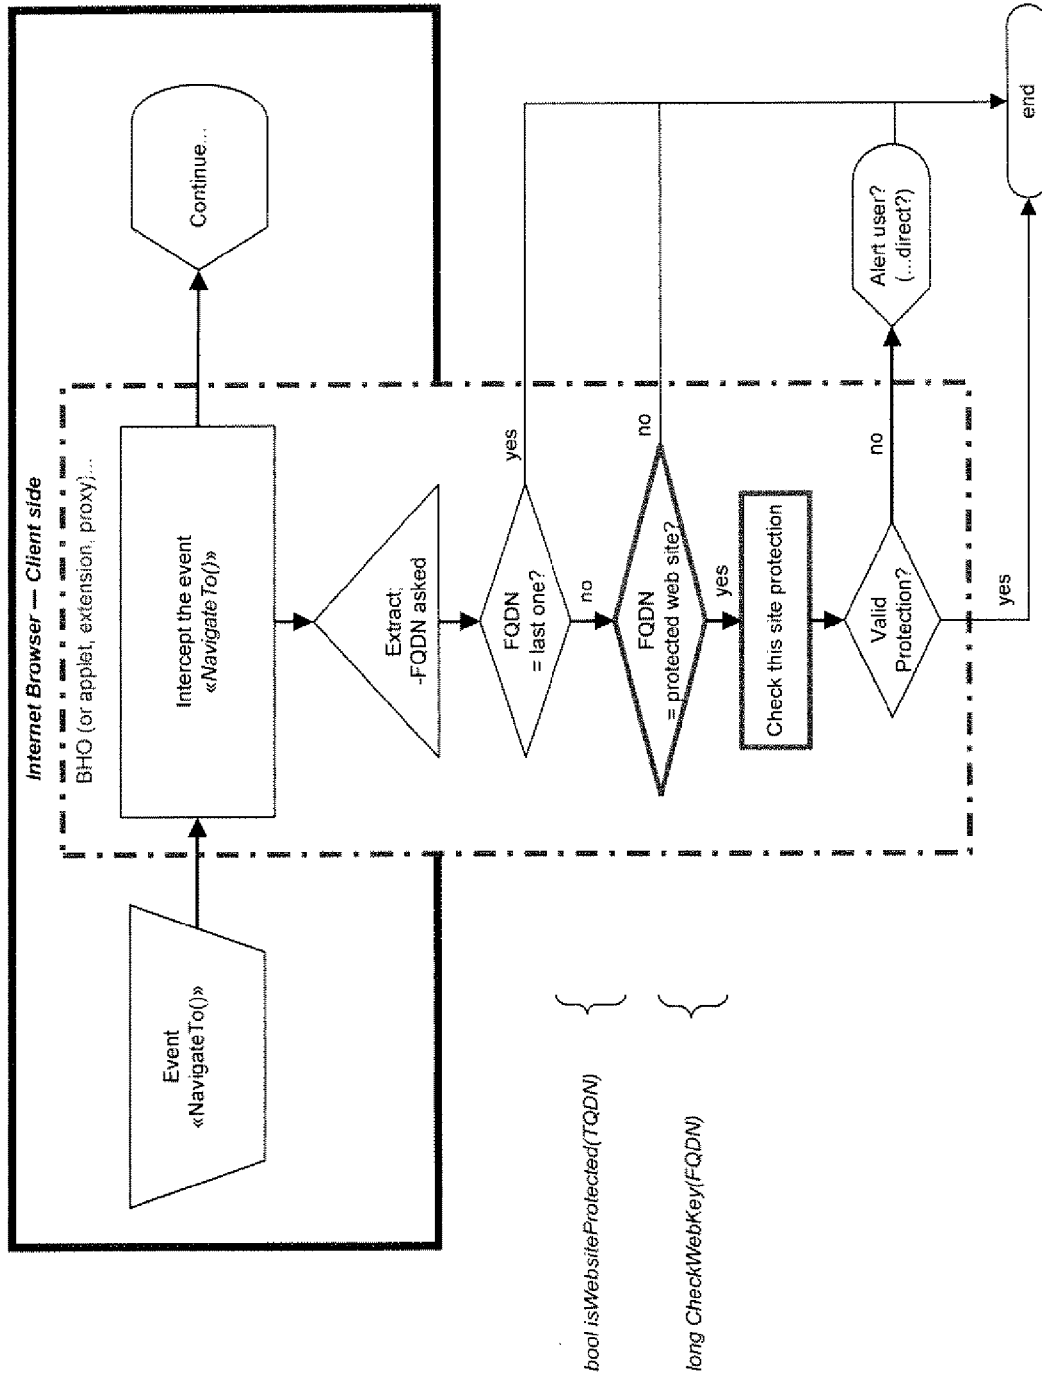 Internet Browser — Client side
BHO (or applet, extension, proxy)...
Event
«NavigateTo()»
Intercept the event
«NavigateTo()»
Continue...
Extract:
-FQDN asked
FQDN
= last one?
yes
no
bool isWebsiteProtected(TQDN)
FQDN
= protected web site?
no
yes
long CheckWebKey(FQDN)
Check this site protection
Valid
Protection?
no
yes
Alert user?
(...direct?)
end